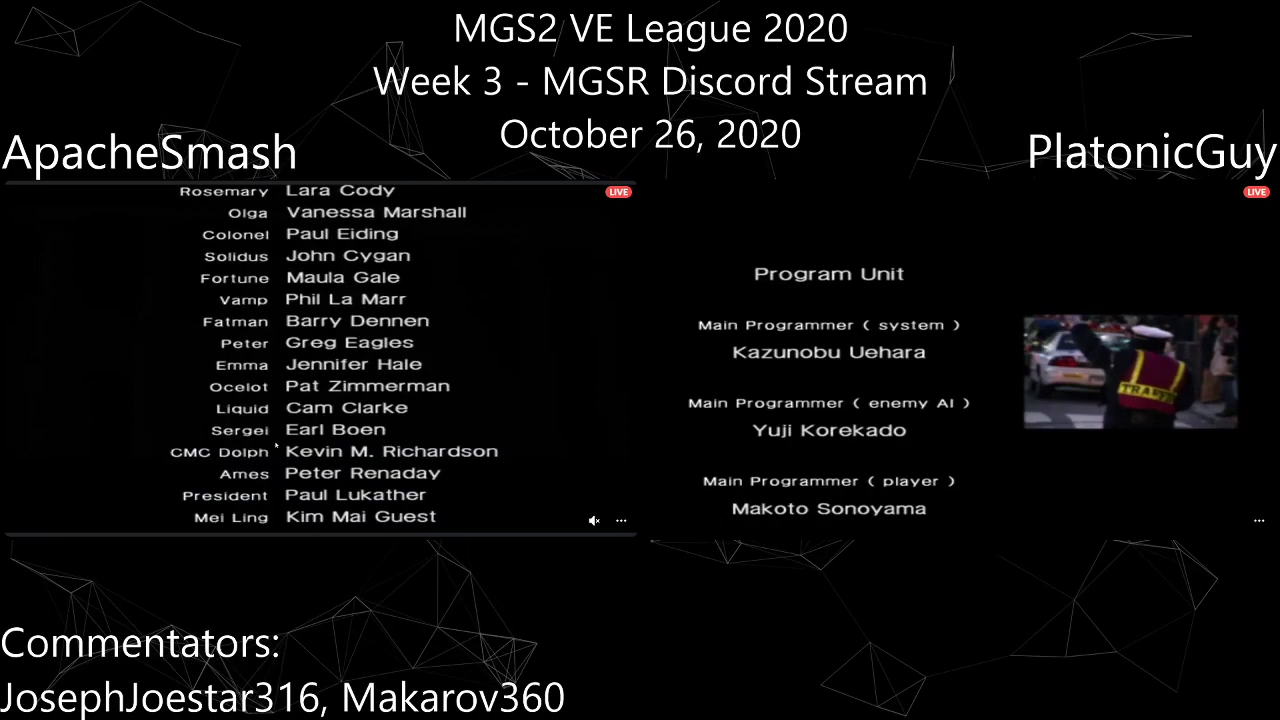 MGS2 VE League 2020
Week 3 - MGSR Discord Stream
October 26, 2020
ApacheSmash
PlatonicGuy
LIVE
Rosemary Lara Cody
Olga Vanessa Marshall
Colonel Paul Eiding
Solidus John Cygan
Fortune Maula Gale
Vamp Phil La Marr
Fatman Barry Dennen
Peter Greg Eagles
Emma Jennifer Hale
Ocelot Pat Zimmerman
Liquid Cam Clarke
Sergei Earl Boen
CMC Dolph Kevin M. Richardson
Ames Peter Renaday
President Paul Lukather
Mei Ling Kim Mai Guest
LIVE
Program Unit
Main Programmer ( system )
Kazunobu Uehara
Main Programmer ( enemy AI )
Yuji Korekado
Main Programmer ( player )
Makoto Sonoyama
TRAFFIC
Commentators:
JosephJoestar316, Makarov360